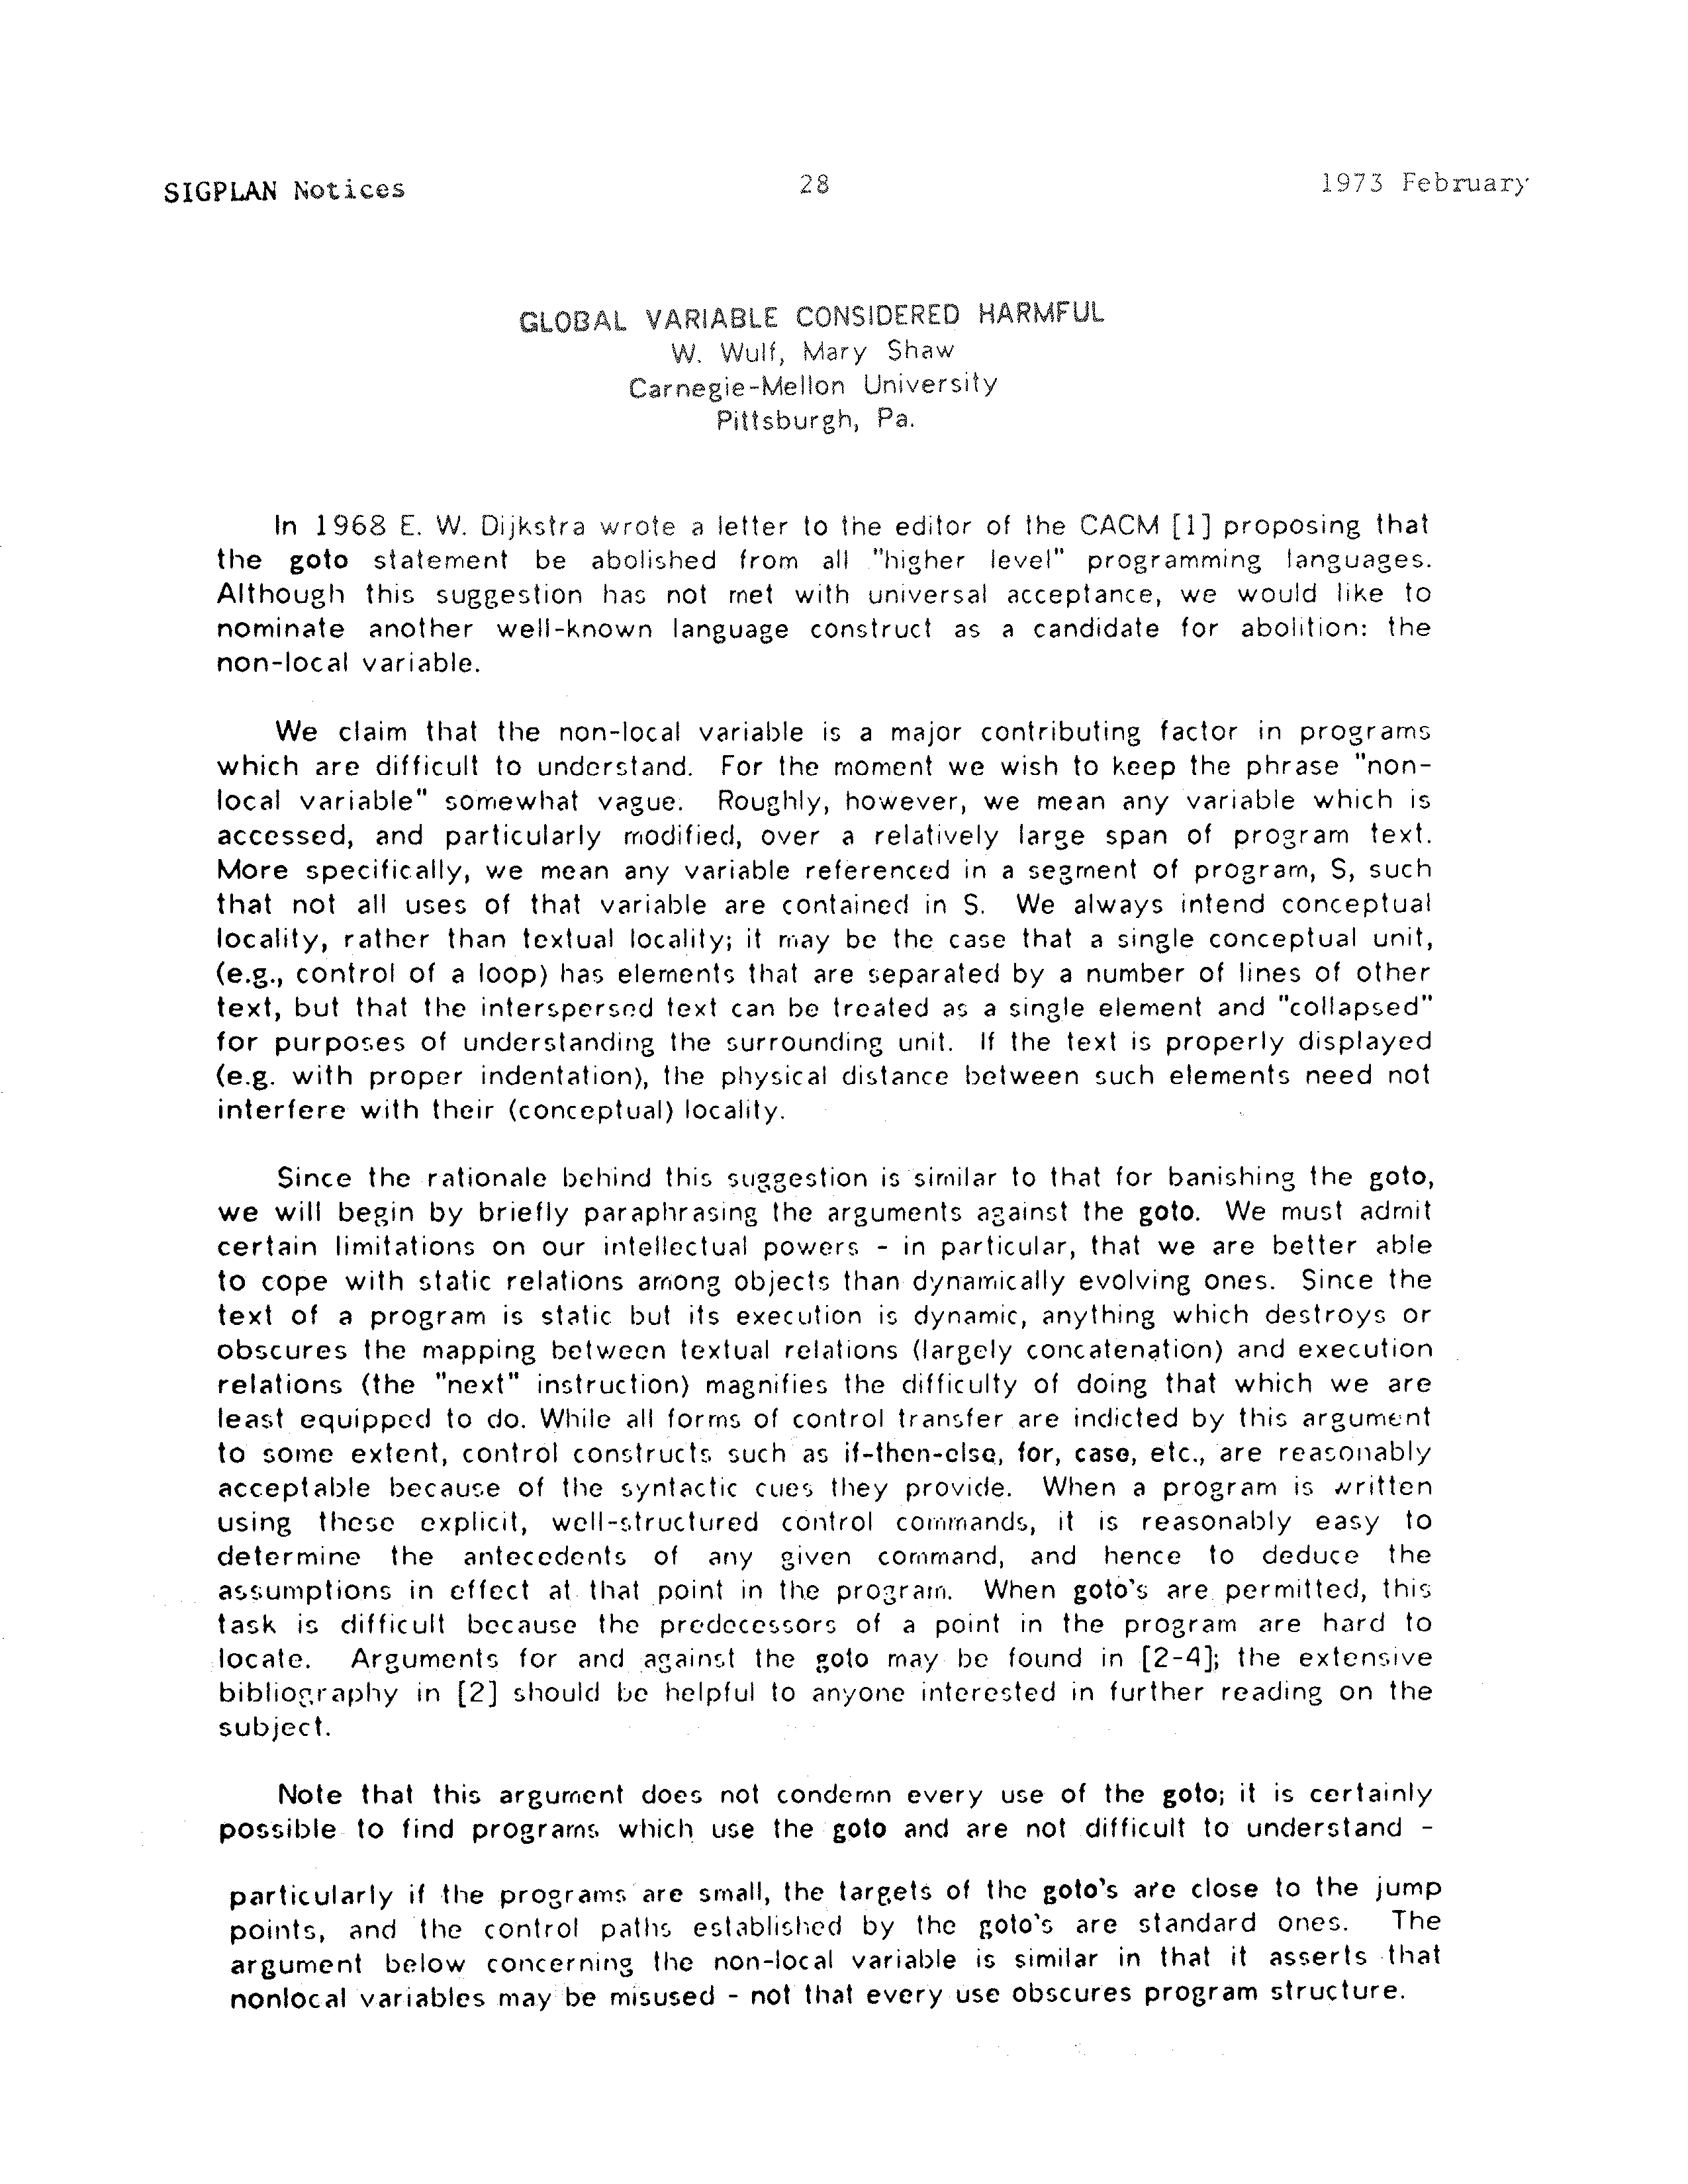 SIGPLAN Notices 28 1973 February
GLOBAL VARIABLE CONSIDERED HARMFUL
W. Wulf, Mary Shaw
Carnegie-Mellon University
Pittsburgh, Pa.
In 1968 E. W. Dijkstra wrote a letter to the editor of the CACM [1] proposing that
the goto statement be abolished from all "higher level" programming languages.
Although this suggestion has not met with universal acceptance, we would like to
nominate another well-known language construct as a candidate for abolition: the
non-local variable.
We claim that the non-local variable is a major contributing factor in programs
which are difficult to understand. For the moment we wish to keep the phrase "non-
local variable" somewhat vague. Roughly, however, we mean any variable which is
accessed, and particularly modified, over a relatively large span of program text.
More specifically, we mean any variable referenced in a segment of program, S, such
that not all uses of that variable are contained in S. We always intend conceptual
locality, rather than textual locality; it may be the case that a single conceptual unit,
(e.g., control of a loop) has elements that are separated by a number of lines of other
text, but that the interspersed text can be treated as a single element and "collapsed"
for purposes of understanding the surrounding unit. If the text is properly displayed
(e.g. with proper indentation), the physical distance between such elements need not
interfere with their (conceptual) locality.
Since the rationale behind this suggestion is similar to that for banishing the goto,
we will begin by briefly paraphrasing the arguments against the goto. We must admit
certain limitations on our intellectual powers - in particular, that we are better able
to cope with static relations among objects than dynamically evolving ones. Since the
text of a program is static but its execution is dynamic, anything which destroys or
obscures the mapping between textual relations (largely concatenation) and execution
relations (the "next" instruction) magnifies the difficulty of doing that which we are
least equipped to do. While all forms of control transfer are indicted by this argument
to some extent, control constructs such as if-then-else, for, case, etc., are reasonably
acceptable because of the syntactic cues they provide. When a program is written
using these explicit, well-structured control commands, it is reasonably easy to
determine the antecedents of any given command, and hence to deduce the
assumptions in effect at that point in the program. When goto's are permitted, this
task is difficult because the predecessors of a point in the program are hard to
locate. Arguments for and against the goto may be found in [2-4]; the extensive
bibliography in [2] should be helpful to anyone interested in further reading on the
subject.
Note that this argument does not condemn every use of the goto; it is certainly
possible to find programs which use the goto and are not difficult to understand -
particularly if the programs are small, the targets of the goto's are close to the jump
points, and the control paths established by the goto's are standard ones. The
argument below concerning the non-local variable is similar in that it asserts that
nonlocal variables may be misused - not that every use obscures program structure.